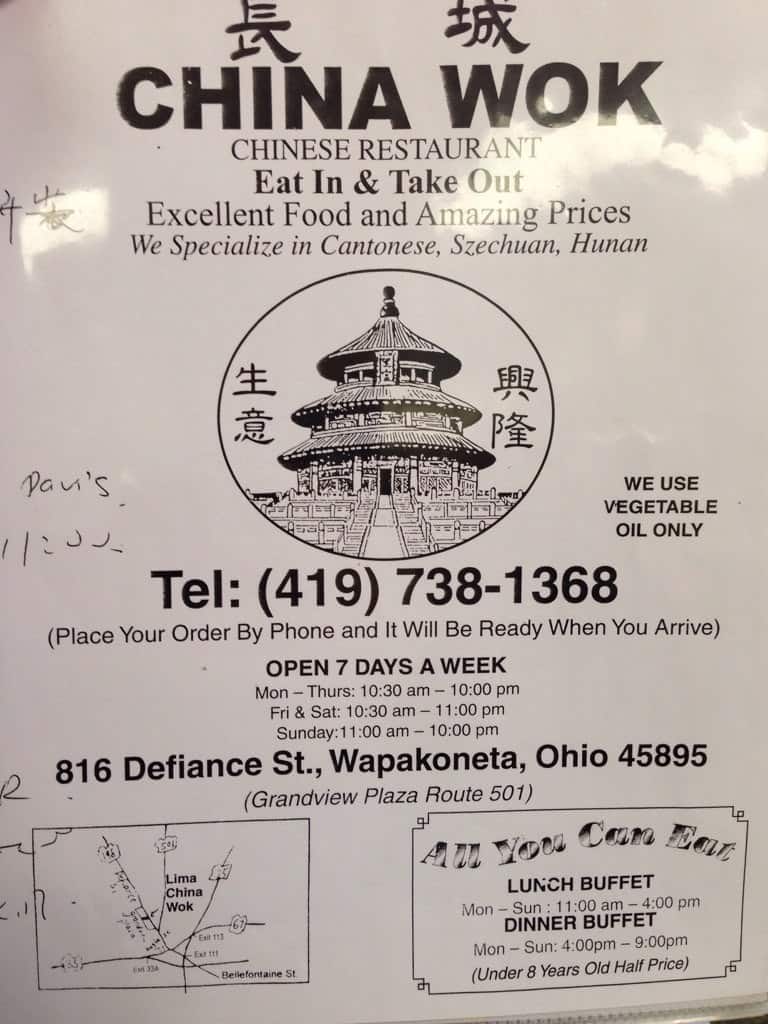 長 城
CHINA WOK
CHINESE RESTAURANT
Eat In & Take Out
Excellent Food and Amazing Prices
We Specialize in Cantonese, Szechuan, Hunan
生意
興隆
WE USE
VEGETABLE
OIL ONLY
Tel: (419) 738-1368
(Place Your Order By Phone and It Will Be Ready When You Arrive)
OPEN 7 DAYS A WEEK
Mon – Thurs: 10:30 am – 10:00 pm
Fri & Sat: 10:30 am – 11:00 pm
Sunday:11:00 am – 10:00 pm
816 Defiance St., Wapakoneta, Ohio 45895
(Grandview Plaza Route 501)
501
Lima
China
Wok
67
Exit 113
Exit 111
Bellefontaine St.
All You Can Eat
LUNCH BUFFET
Mon – Sun : 11:00 am – 4:00 pm
DINNER BUFFET
Mon – Sun: 4:00pm – 9:00pm
(Under 8 Years Old Half Price)